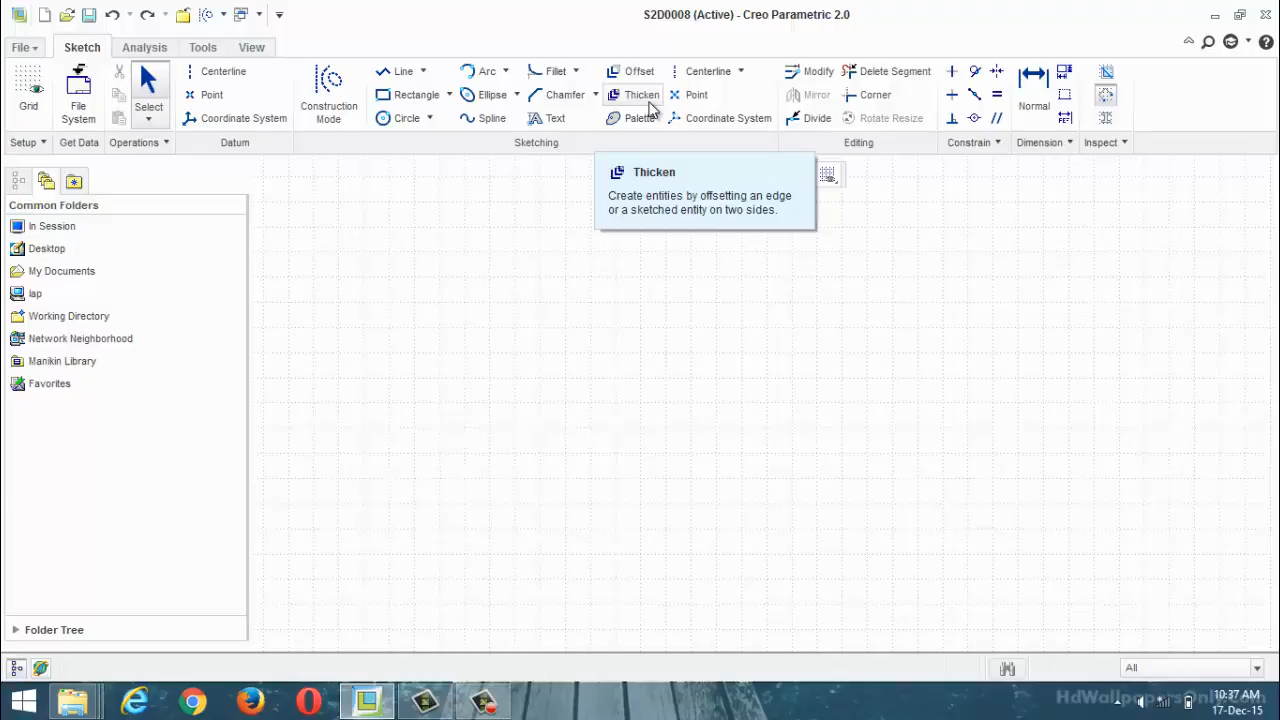 S2D0008 (Active) - Creo Parametric 2.0
File
Sketch
Analysis
Tools
View
Grid
File System
Select
Centerline
Point
Coordinate System
Construction Mode
Line
Rectangle
Circle
Arc
Ellipse
Spline
Fillet
Chamfer
Text
Offset
Thicken
Palette
Centerline
Point
Coordinate System
Modify
Mirror
Divide
Delete Segment
Corner
Rotate Resize
Normal
Setup
Get Data
Operations
Datum
Sketching
Editing
Constrain
Dimension
Inspect
Thicken
Create entities by offsetting an edge
or a sketched entity on two sides.
Common Folders
In Session
Desktop
My Documents
lap
Working Directory
Network Neighborhood
Manikin Library
Favorites
Folder Tree
All
HdWallpapersOnly.com
10:37 AM
17-Dec-15